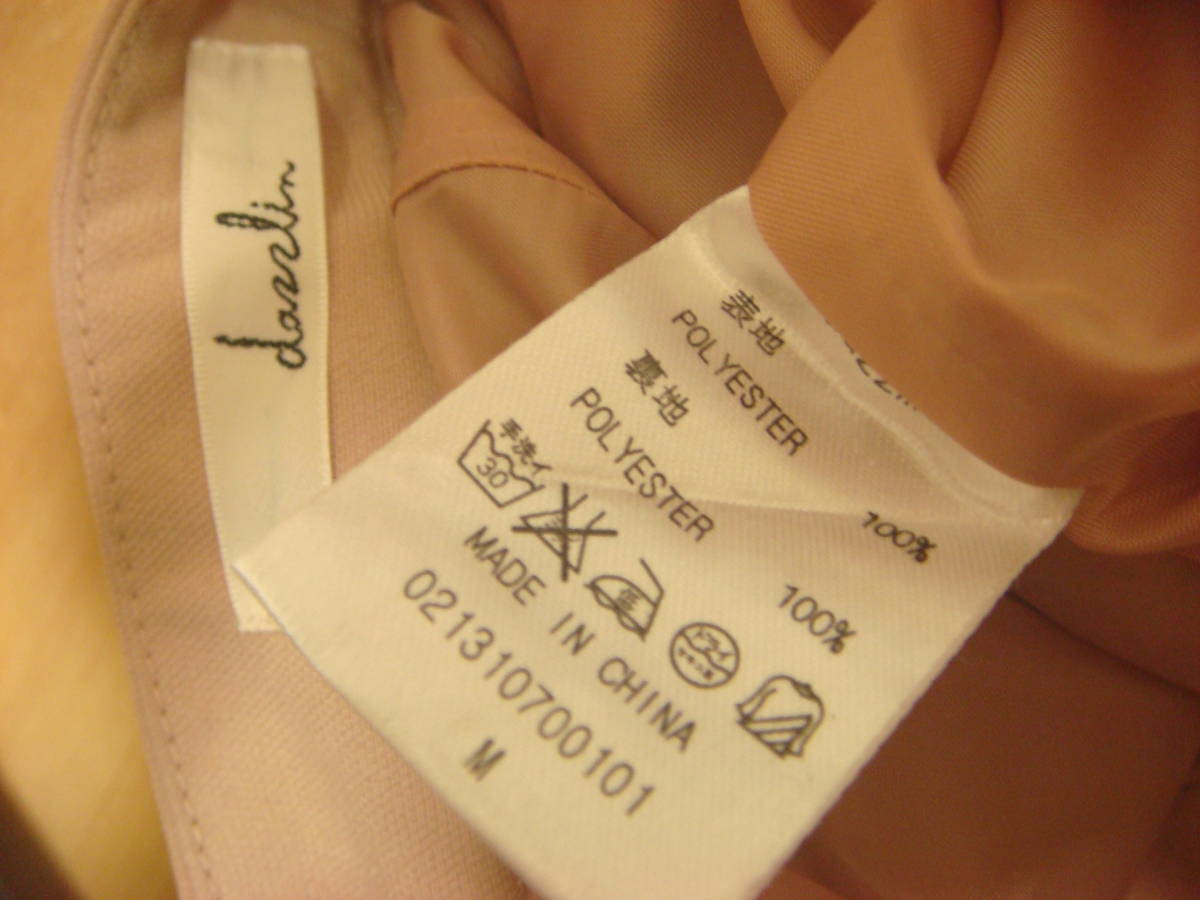 dazzlin
表地
POLYESTER 100%
裏地
POLYESTER 100%
手洗イ
30
MADE IN CHINA
021310700101
M